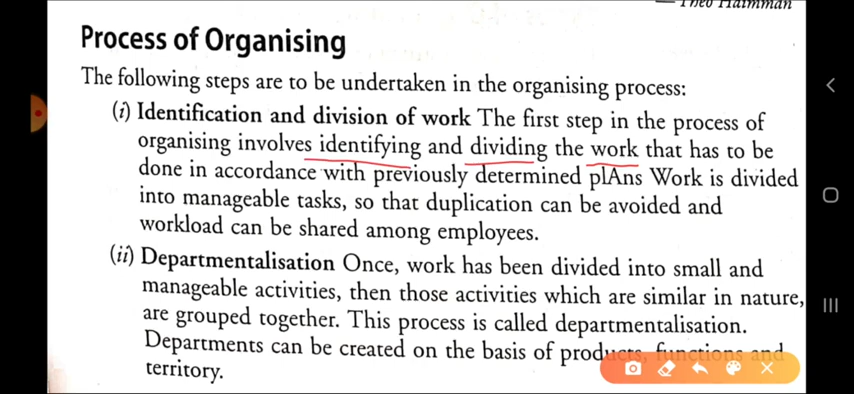 — Theo Haimman
Process of Organising
The following steps are to be undertaken in the organising process:
(i) Identification and division of work The first step in the process of
organising involves identifying and dividing the work that has to be
done in accordance with previously determined plAns Work is divided
into manageable tasks, so that duplication can be avoided and
workload can be shared among employees.
(ii) Departmentalisation Once, work has been divided into small and
manageable activities, then those activities which are similar in nature,
are grouped together. This process is called departmentalisation.
Departments can be created on the basis of products, functions and
territory.